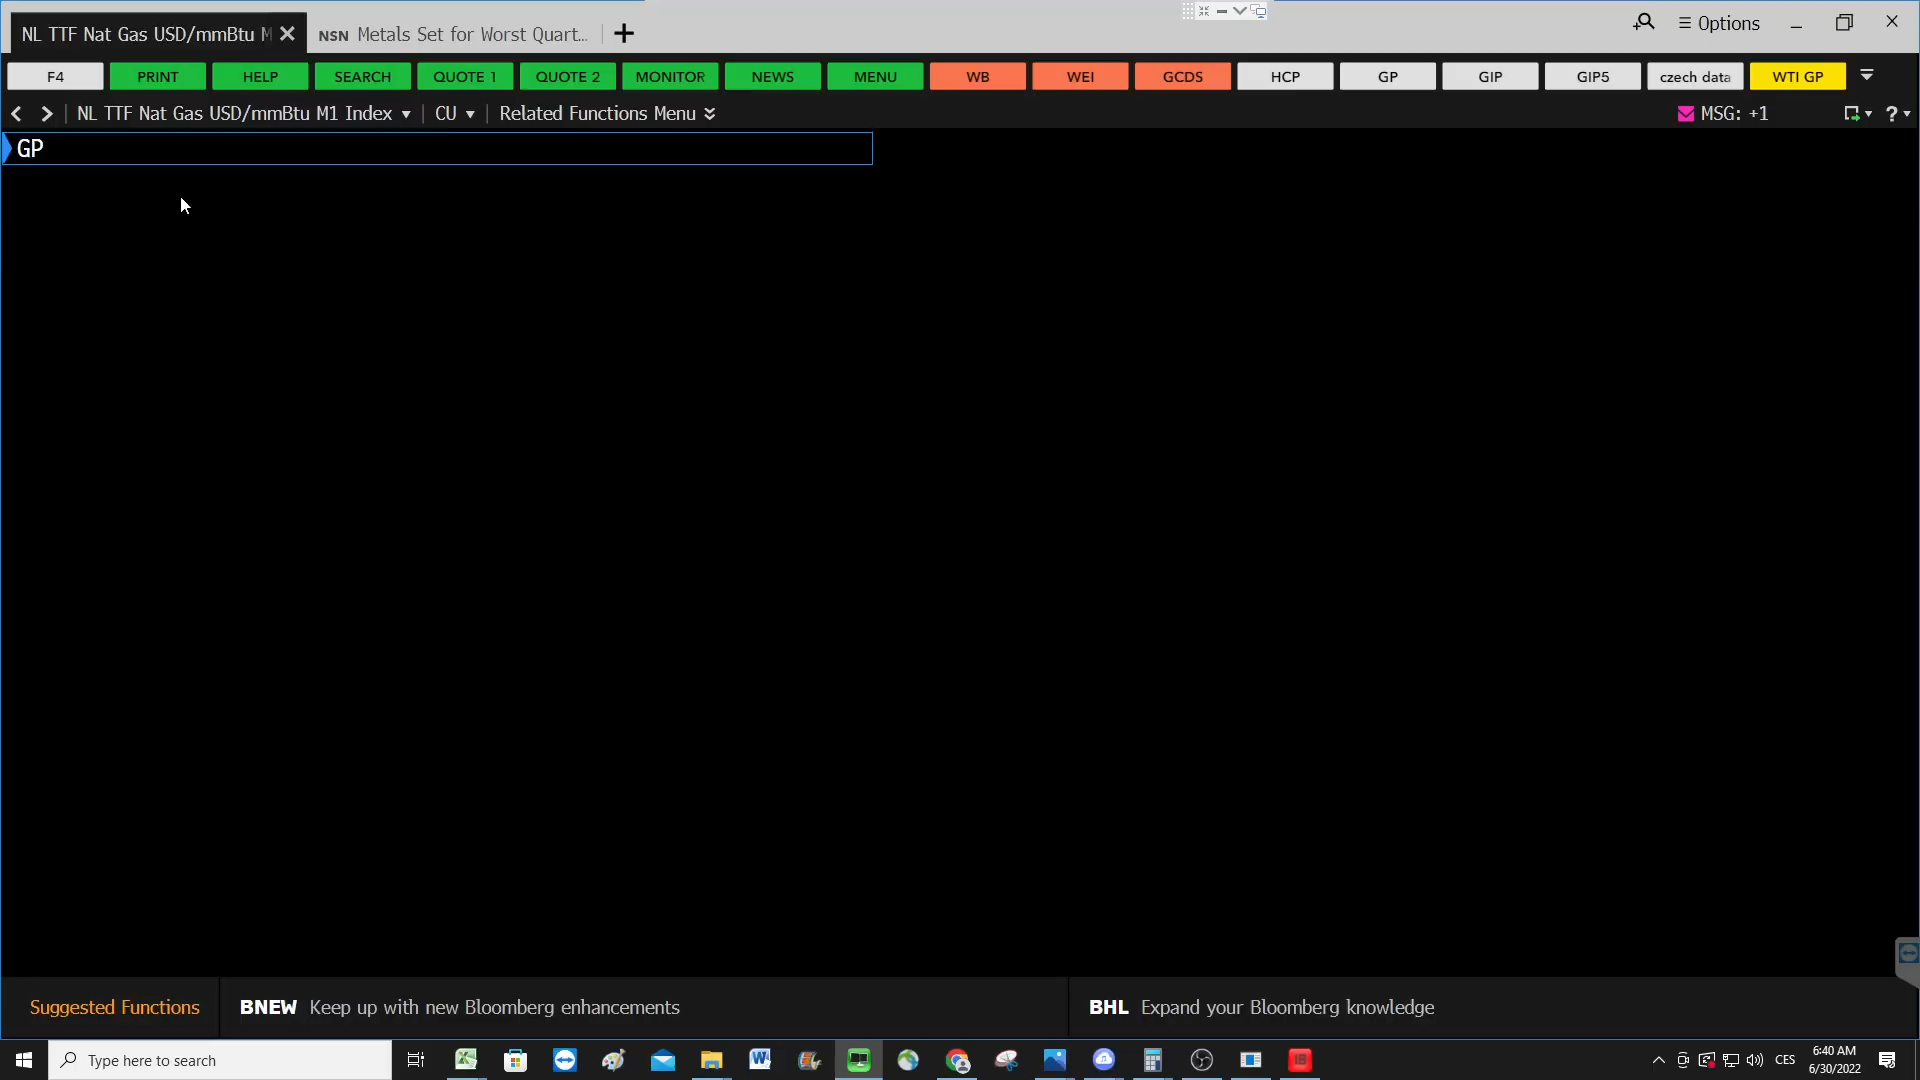 NL TTF Nat Gas USD/mmBtu M
NSN Metals Set for Worst Quart...
Options
F4 PRINT HELP SEARCH QUOTE 1 QUOTE 2 MONITOR NEWS MENU WB WEI GCDS HCP GP GIP GIP5 czech data WTI GP
NL TTF Nat Gas USD/mmBtu M1 Index CU Related Functions Menu MSG: +1 ?
GP
Suggested Functions BNEW Keep up with new Bloomberg enhancements BHL Expand your Bloomberg knowledge
Type here to search
CES
6:40 AM
6/30/2022